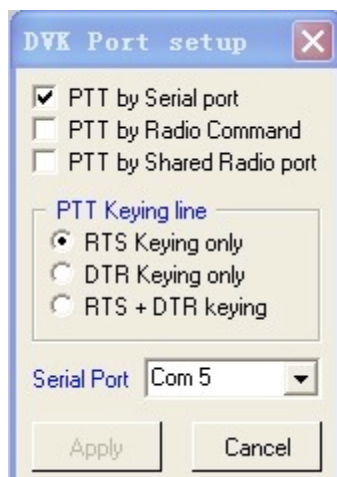 DVK Port setup
PTT by Serial port
PTT by Radio Command
PTT by Shared Radio port
PTT Keying line
RTS Keying only
DTR Keying only
RTS + DTR keying
Serial Port Com 5
Apply Cancel